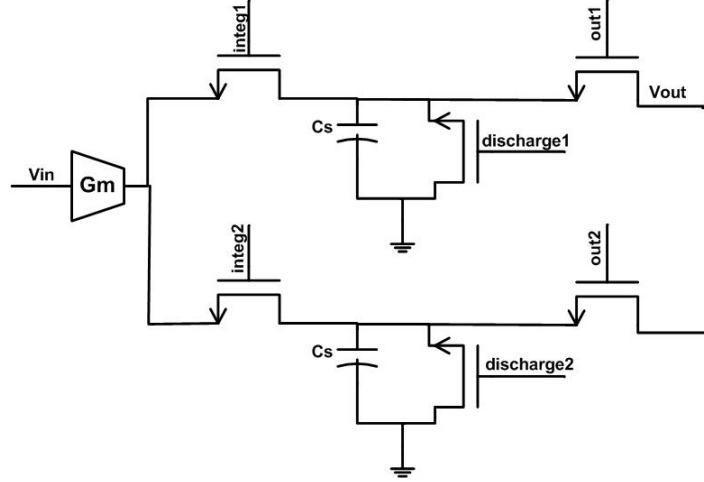 integ1
out1
Vout
Cs
discharge1
Vin
Gm
integ2
out2
Cs
discharge2